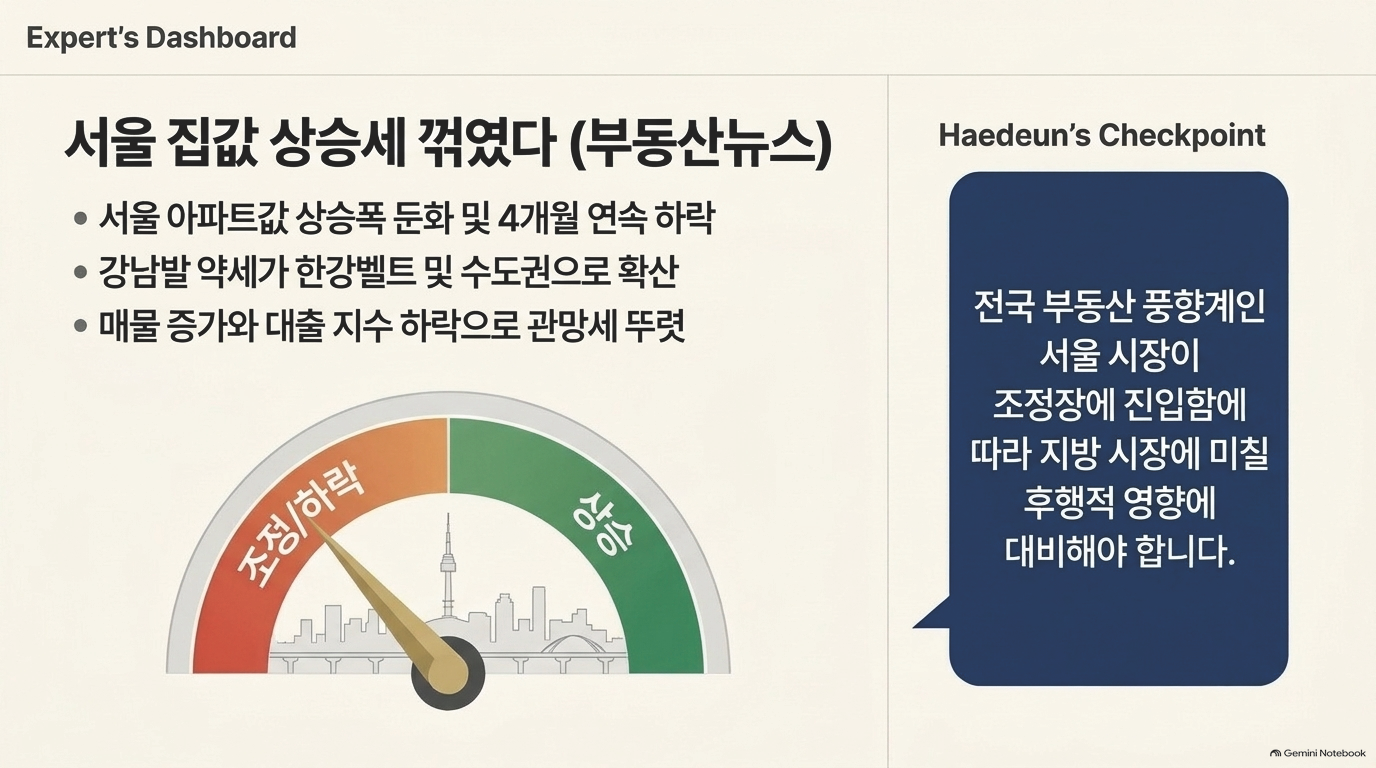 Expert's Dashboard
서울 집값 상승세 꺾였다 (부동산뉴스)
• 서울 아파트값 상승폭 둔화 및 4개월 연속 하락
• 강남발 약세가 한강벨트 및 수도권으로 확산
• 매물 증가와 대출 지수 하락으로 관망세 뚜렷
조정/하락
상승
Haedeun's Checkpoint
전국 부동산 풍향계인
서울 시장이
조정장에 진입함에
따라 지방 시장에 미칠
후행적 영향에
대비해야 합니다.
Gemini Notebook